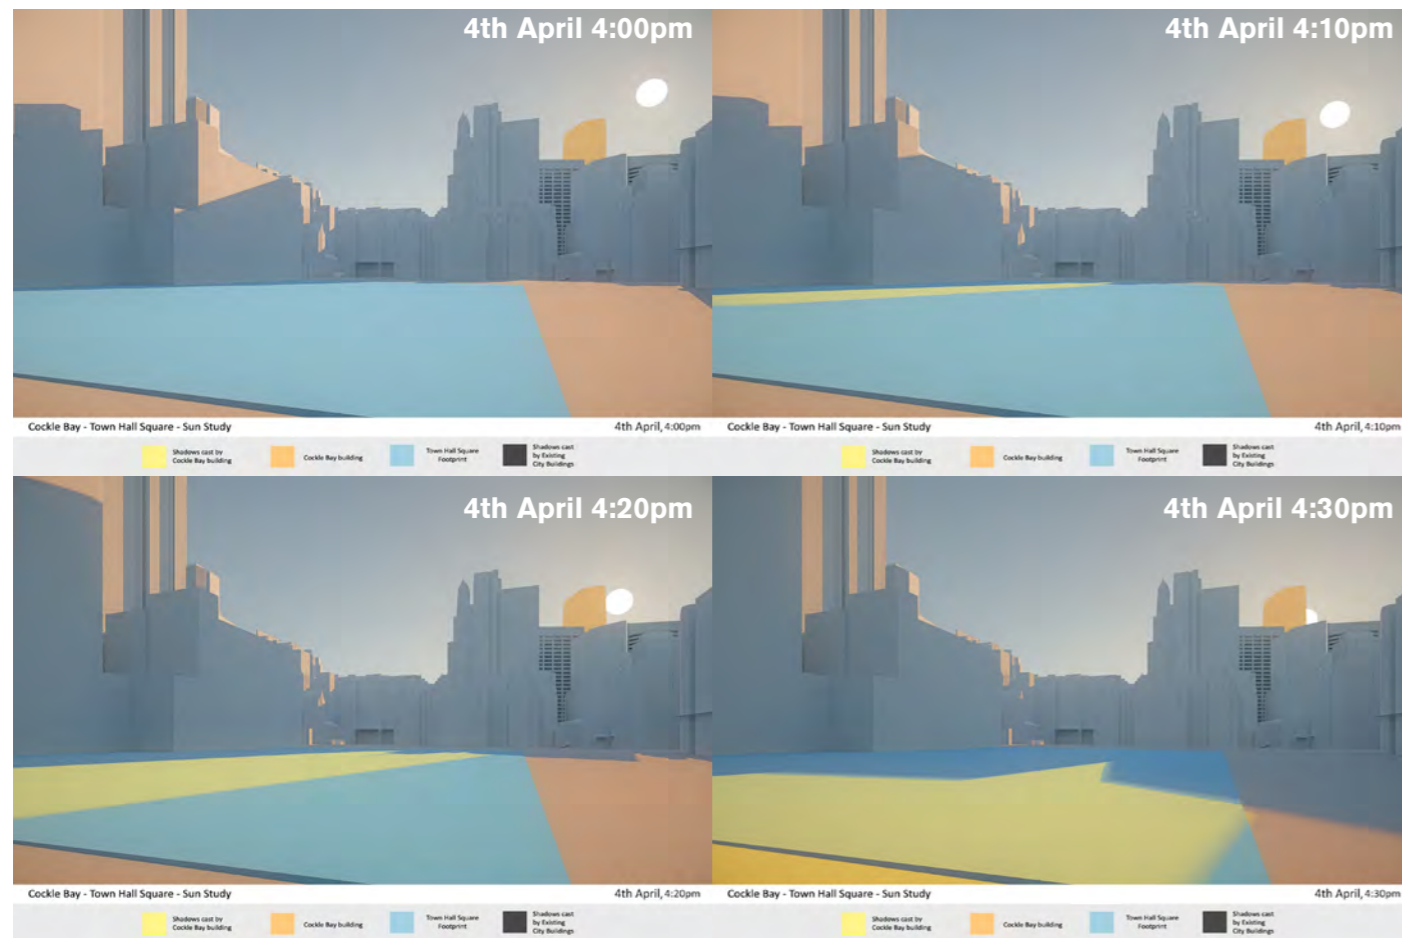 4th April 4:00pm
Cockle Bay - Town Hall Square - Sun Study
4th April, 4:00pm
Shadows cast by
Cockle Bay building
Cockle Bay building
Town Hall Square
Footprint
Shadows cast
by Existing
City Buildings
4th April 4:10pm
Cockle Bay - Town Hall Square - Sun Study
4th April, 4:10pm
Shadows cast by
Cockle Bay building
Cockle Bay building
Town Hall Square
Footprint
Shadows cast
by Existing
City Buildings
4th April 4:20pm
Cockle Bay - Town Hall Square - Sun Study
4th April, 4:20pm
Shadows cast by
Cockle Bay building
Cockle Bay building
Town Hall Square
Footprint
Shadows cast
by Existing
City Buildings
4th April 4:30pm
Cockle Bay - Town Hall Square - Sun Study
4th April, 4:30pm
Shadows cast by
Cockle Bay building
Cockle Bay building
Town Hall Square
Footprint
Shadows cast
by Existing
City Buildings